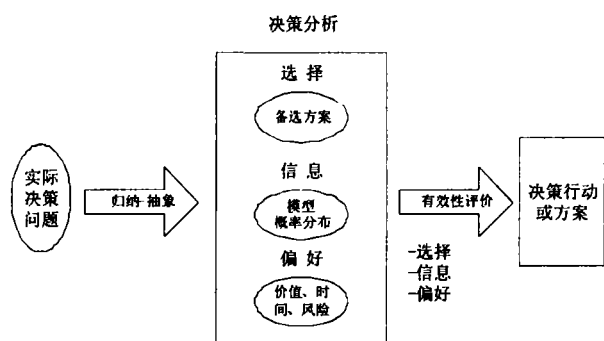 决策分析
选择
备选方案
信息
模型
概率分布
偏好
价值、时
间、风险
实际
决策
问题
归纳-抽象
有效性评价
-选择
-信息
-偏好
决策行动
或方案